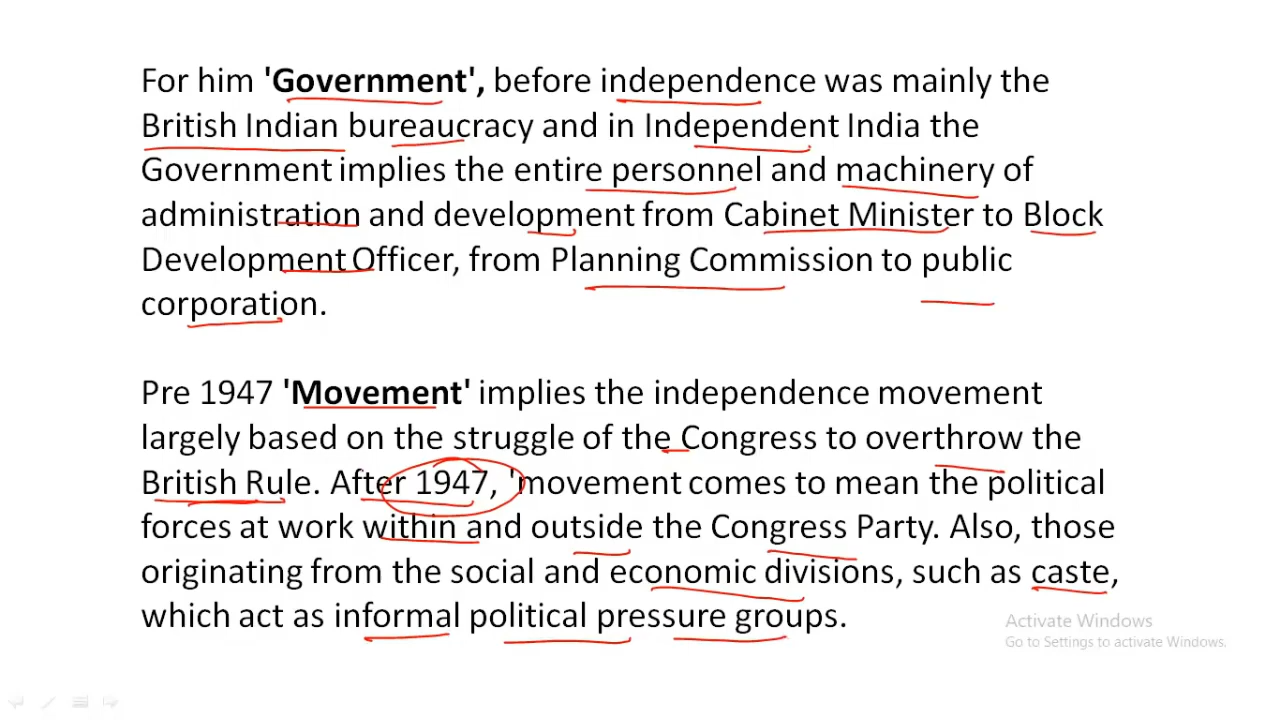 For him 'Government', before independence was mainly the
British Indian bureaucracy and in Independent India the
Government implies the entire personnel and machinery of
administration and development from Cabinet Minister to Block
Development Officer, from Planning Commission to public
corporation.
Pre 1947 'Movement' implies the independence movement
largely based on the struggle of the Congress to overthrow the
British Rule. After 1947, 'movement comes to mean the political
forces at work within and outside the Congress Party. Also, those
originating from the social and economic divisions, such as caste,
which act as informal political pressure groups.
Activate Windows
Go to Settings to activate Windows.